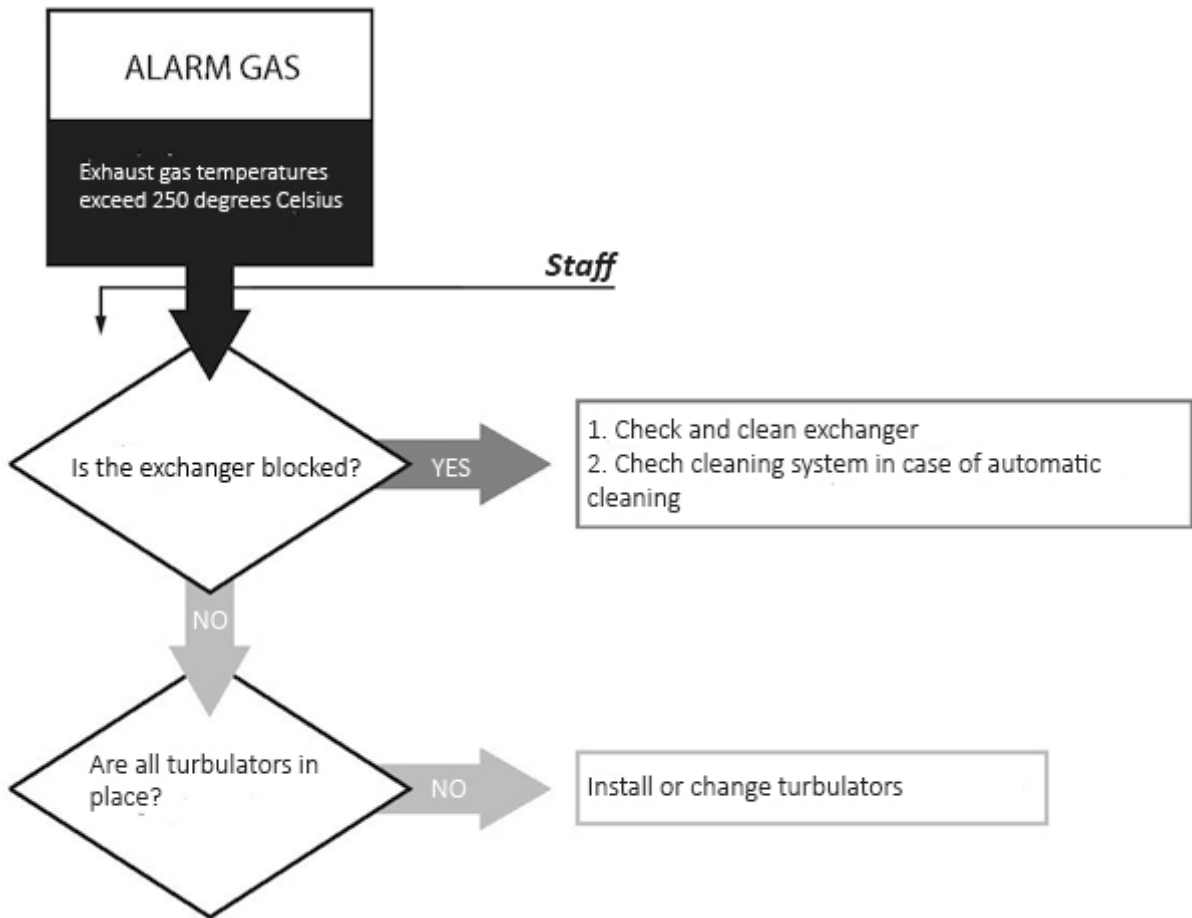 ALARM GAS
Exhaust gas temperatures
exceed 250 degrees Celsius
Staff
Is the exchanger blocked?
YES
1. Check and clean exchanger
2. Chech cleaning system in case of automatic
cleaning
NO
Are all turbulators in
place?
NO
Install or change turbulators